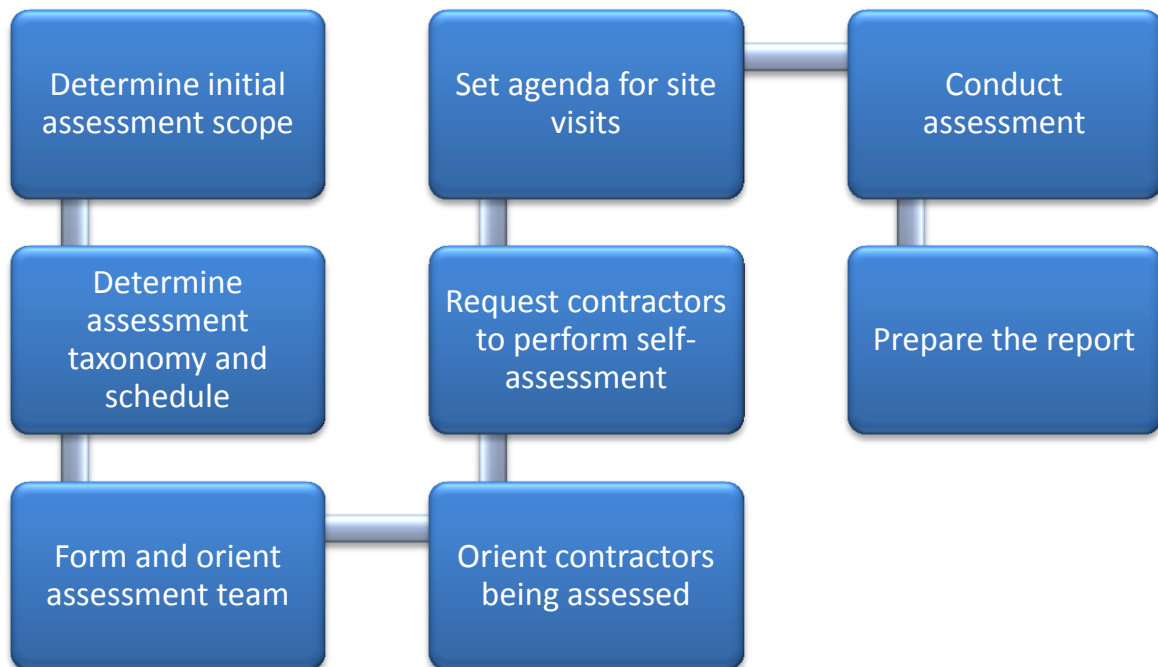 Determine initial
assessment scope
Determine
assessment
taxonomy and
schedule
Form and orient
assessment team
Orient contractors
being assessed
Request contractors
to perform self-
assessment
Set agenda for site
visits
Conduct
assessment
Prepare the report